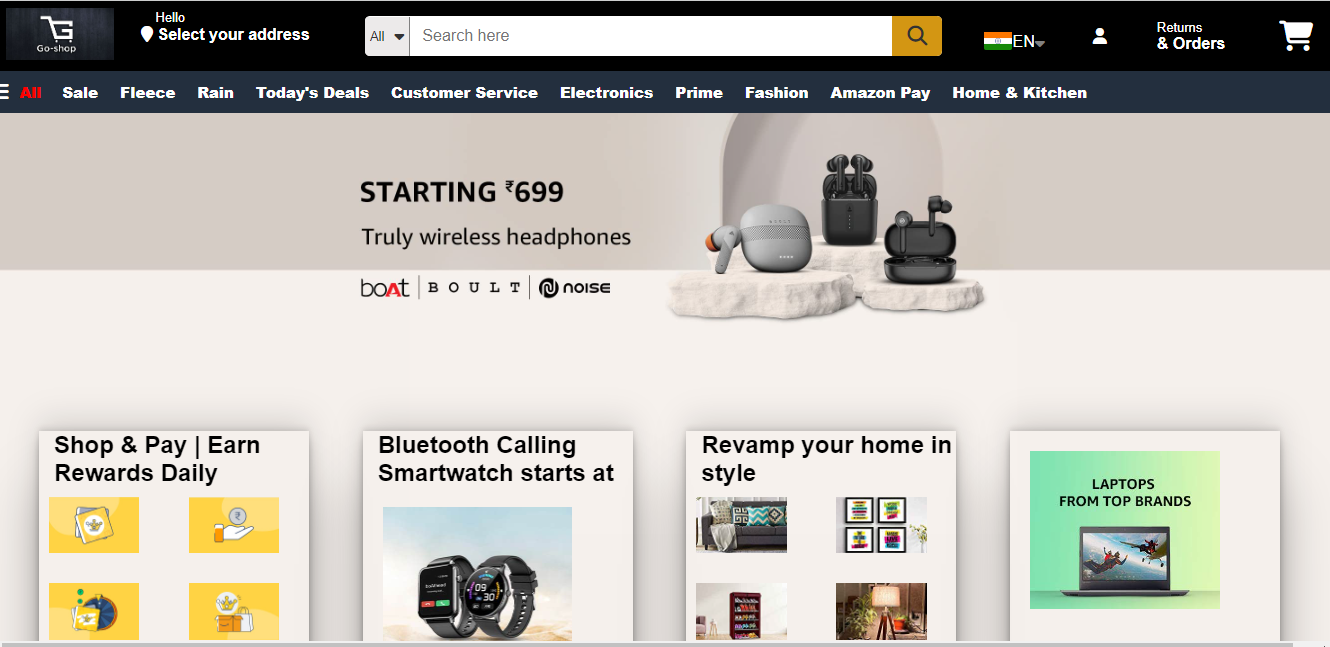 Go-shop
Hello
Select your address
All
Search here
EN
Returns
& Orders
All
Sale
Fleece
Rain
Today's Deals
Customer Service
Electronics
Prime
Fashion
Amazon Pay
Home & Kitchen
STARTING ₹699
Truly wireless headphones
boAt
BOULT
NOISE
Shop & Pay | Earn
Rewards Daily
Bluetooth Calling
Smartwatch starts at
Revamp your home in
style
LAPTOPS
FROM TOP BRANDS
09
30